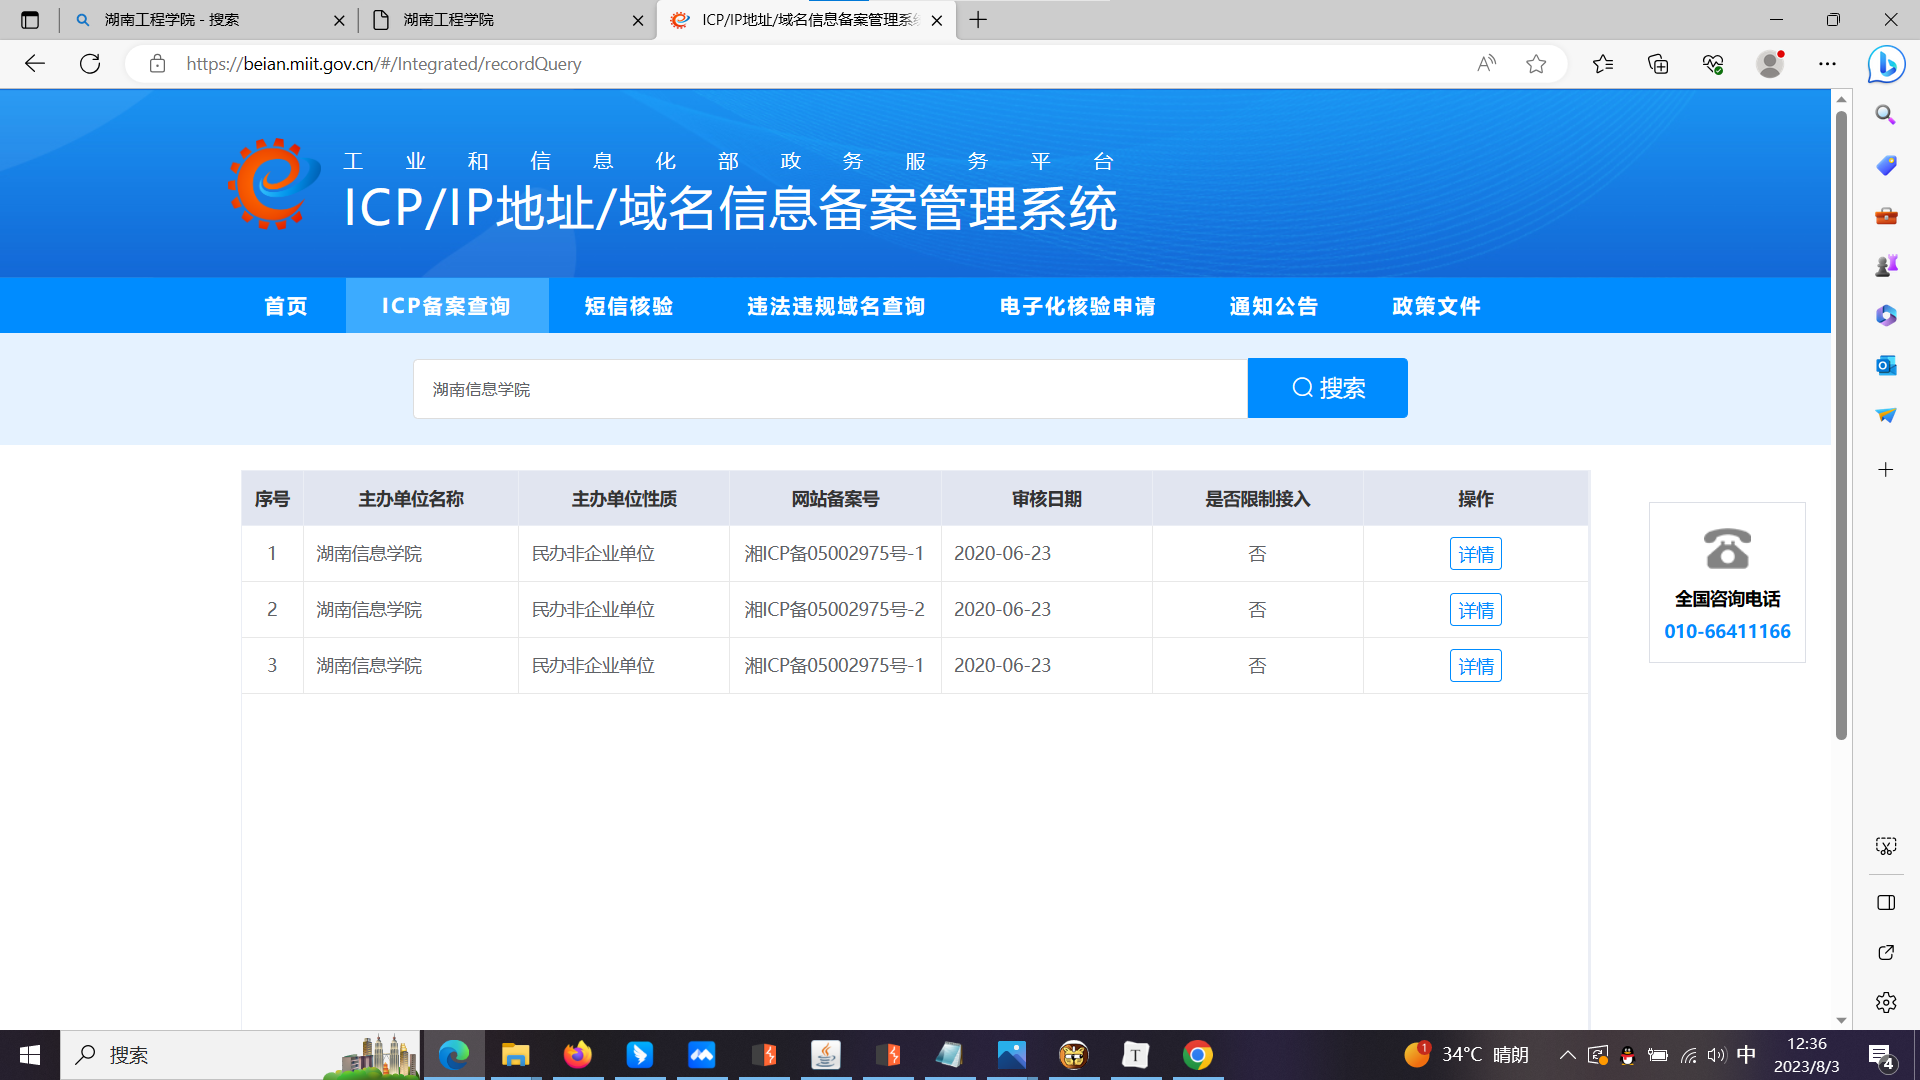 湖南工程学院 - 搜索
湖南工程学院
ICP/IP地址/域名信息备案管理系统
https://beian.miit.gov.cn/#/Integrated/recordQuery
工业和信息化部政务服务平台
ICP/IP地址/域名信息备案管理系统
首页 ICP备案查询 短信核验 违法违规域名查询 电子化核验申请 通知公告 政策文件
湖南信息学院
搜索
序号 主办单位名称 主办单位性质 网站备案号 审核日期 是否限制接入 操作
1 湖南信息学院 民办非企业单位 湘ICP备05002975号-1 2020-06-23 否 详情
2 湖南信息学院 民办非企业单位 湘ICP备05002975号-2 2020-06-23 否 详情
3 湖南信息学院 民办非企业单位 湘ICP备05002975号-1 2020-06-23 否 详情
全国咨询电话
010-66411166
搜索
T
1
34°C 晴朗
中
12:36
2023/8/3
4